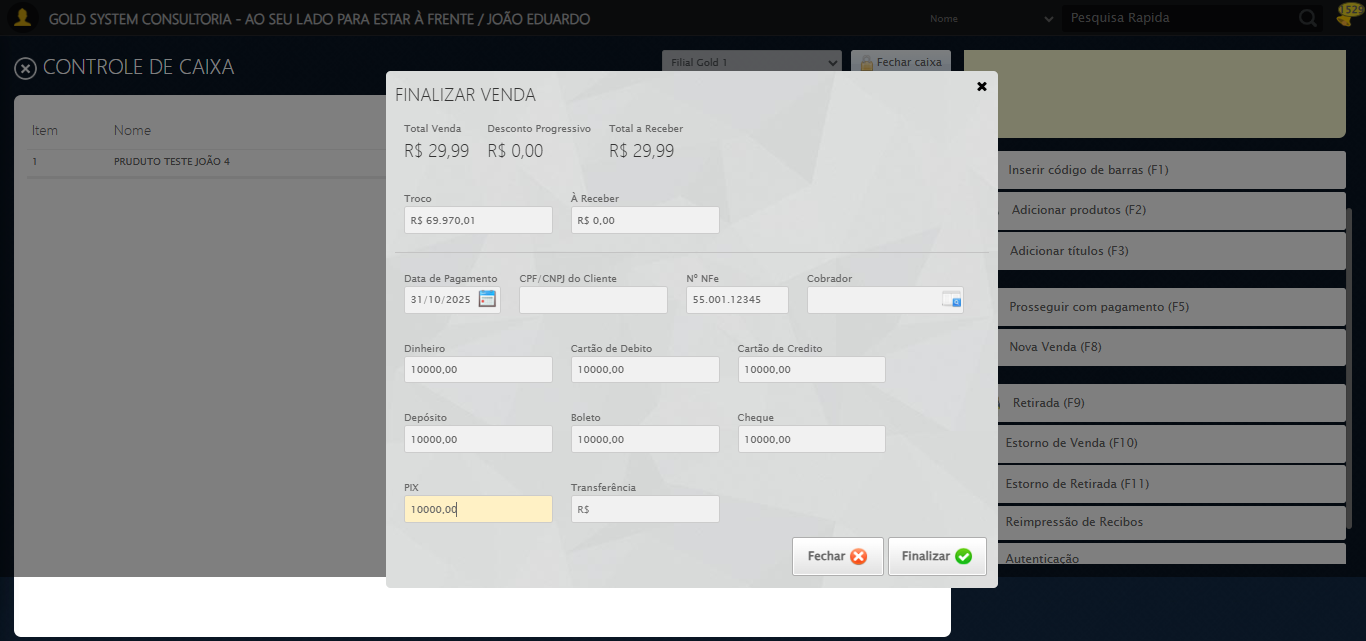 GOLD SYSTEM CONSULTORIA - AO SEU LADO PARA ESTAR À FRENTE / JOÃO EDUARDO
Nome
Pesquisa Rapida
1529
CONTROLE DE CAIXA
Filial Gold 1
Fechar caixa
Item Nome
1 PRUDUTO TESTE JOÃO 4
FINALIZAR VENDA
Total Venda Desconto Progressivo Total a Receber
R$ 29,99 R$ 0,00 R$ 29,99
Troco À Receber
R$ 69.970,01 R$ 0,00
Data de Pagamento CPF/CNPJ do Cliente Nº NFe Cobrador
31/10/2025 55.001.12345
Dinheiro Cartão de Debito Cartão de Credito
10000,00 10000,00 10000,00
Depósito Boleto Cheque
10000,00 10000,00 10000,00
PIX Transferência
10000,00 R$
Fechar Finalizar
Inserir código de barras (F1)
Adicionar produtos (F2)
Adicionar títulos (F3)
Prosseguir com pagamento (F5)
Nova Venda (F8)
Retirada (F9)
Estorno de Venda (F10)
Estorno de Retirada (F11)
Reimpressão de Recibos
Autenticação